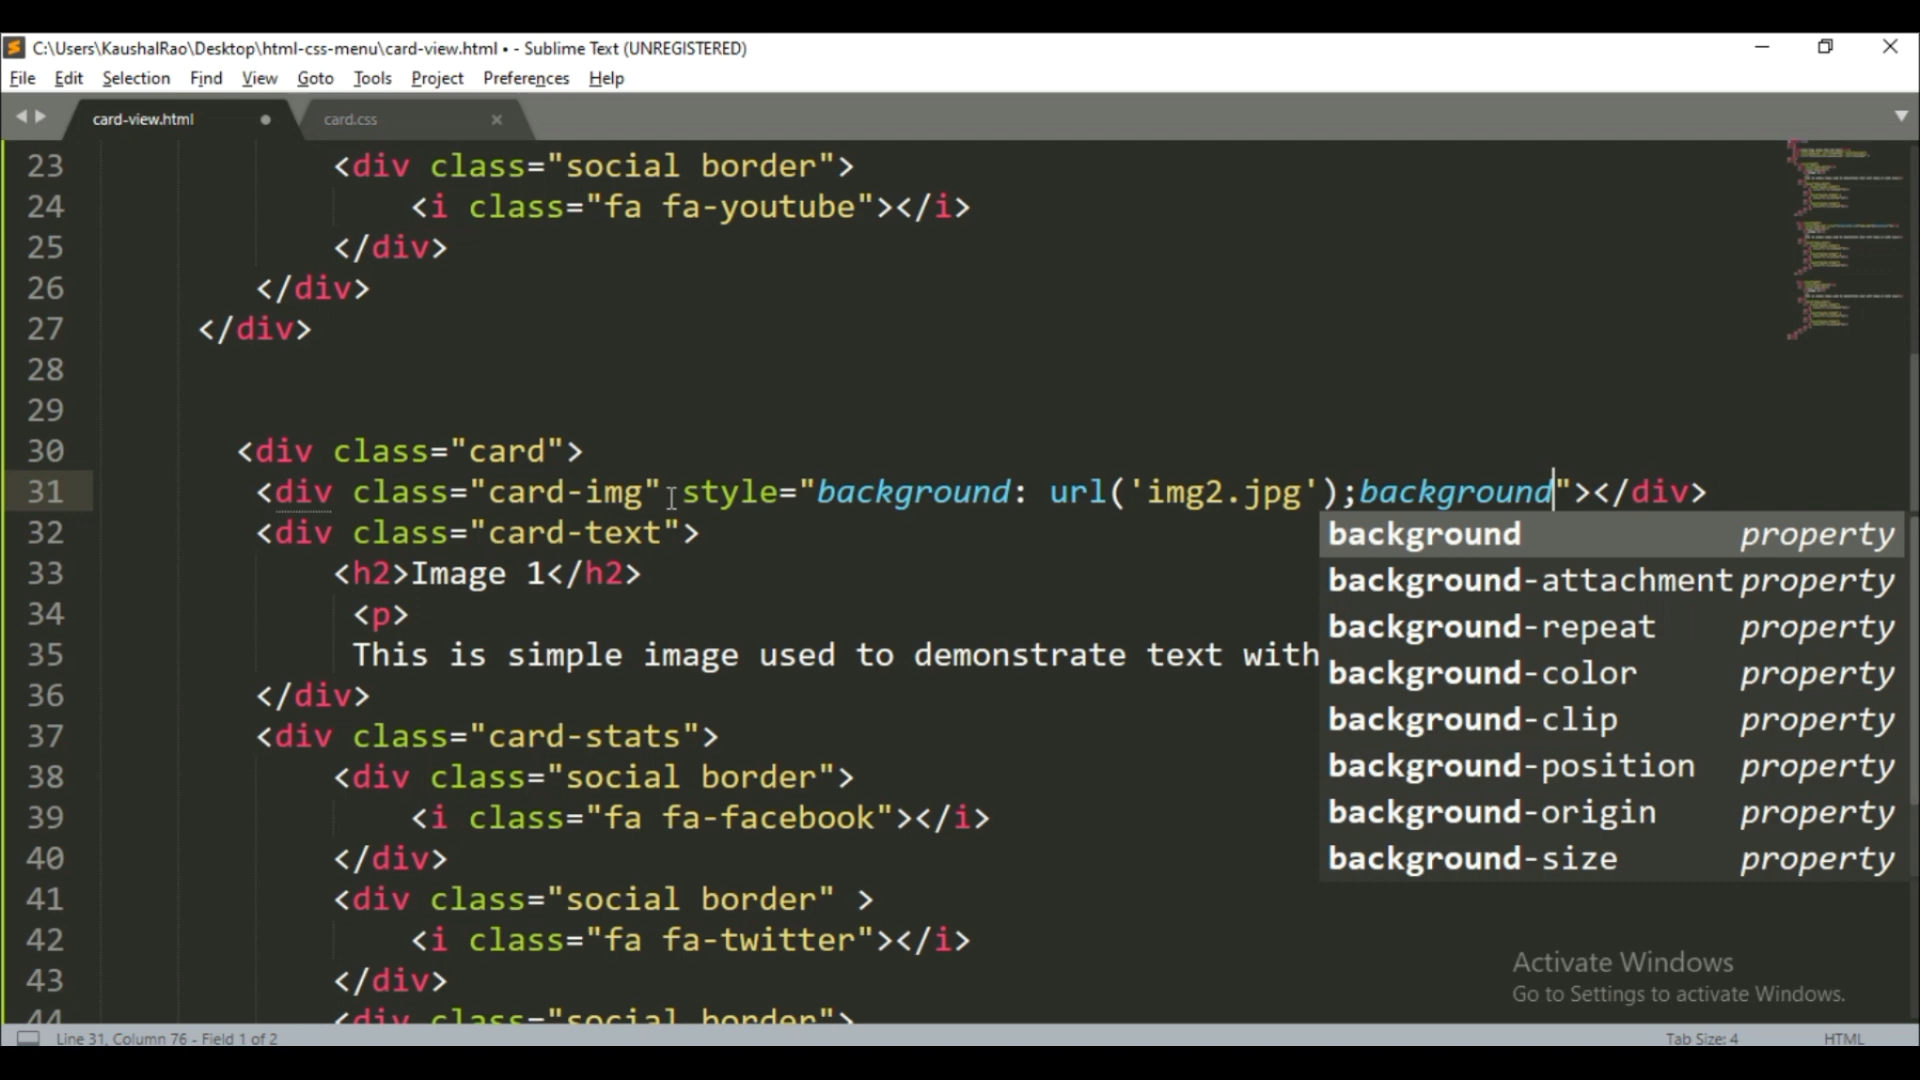 C:\Users\KaushalRao\Desktop\html-css-menu\card-view.html • - Sublime Text (UNREGISTERED)
File Edit Selection Find View Goto Tools Project Preferences Help
card-view.html card.css
23 <div class="social border">
24 <i class="fa fa-youtube"></i>
25 </div>
26 </div>
27 </div>
28
29
30 <div class="card">
31 <div class="card-img" style="background: url('img2.jpg');background"></div>
32 <div class="card-text">
33 <h2>Image 1</h2>
34 <p>
35 This is simple image used to demonstrate text with
36 </div>
37 <div class="card-stats">
38 <div class="social border">
39 <i class="fa fa-facebook"></i>
40 </div>
41 <div class="social border" >
42 <i class="fa fa-twitter"></i>
43 </div>
44 <div class="social border">
background property
background-attachment property
background-repeat property
background-color property
background-clip property
background-position property
background-origin property
background-size property
Activate Windows
Go to Settings to activate Windows.
Line 31, Column 76 - Field 1 of 2 Tab Size: 4 HTML